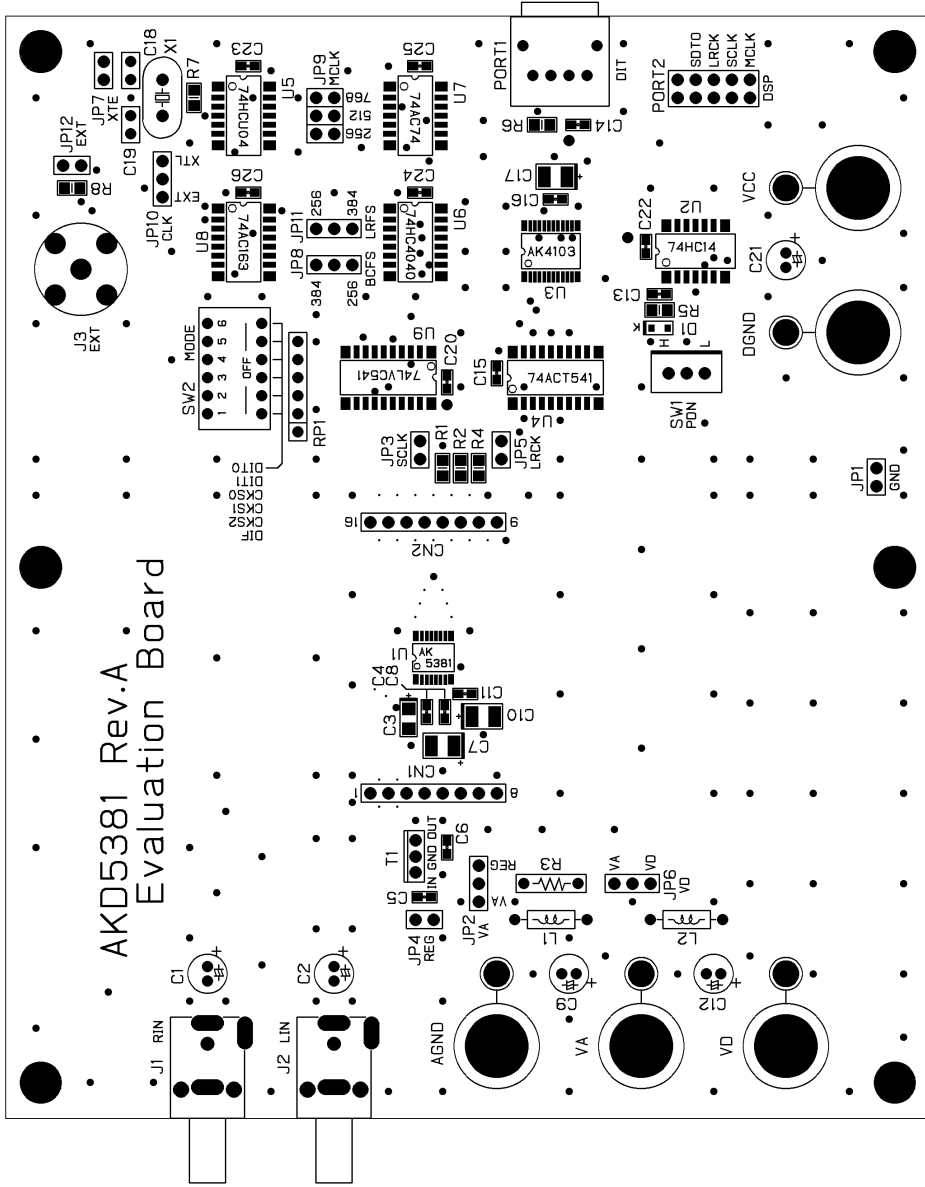 AKD5381 Rev.A
Evaluation Board
JP7
XTE
C18
X1
R7
C23
U5
74HCU04
JP9
MCLK
768
512
256
C25
U7
74AC74
PORT1
DIT
R6
C14
PORT2
SDTO
LRCK
SCLK
MCLK
DSP
JP12
EXT
R8
C19
XTL
EXT
JP10
CLK
C26
U8
74AC163
JP11
256
384
LRFS
JP8
384
256
BCFS
C24
U6
74HC4040
C17
+
C16
AK4103
U3
C22
U2
74HC14
VCC
C21
+
J3
EXT
SW2
MODE
1 2 3 4 5 6
OFF
RP1
DIT0
DIT1
CKS0
CKS1
CKS2
DIF
U9
74LVC541
C20
C15
74ACT541
U4
C13
R5
K
D1
H
L
SW1
PDN
DGND
JP3
SCLK
R1
R2
R4
JP5
LRCK
JP1
GND
16
9
CN2
U1
AK
5381
C4
C8
C3
+
C11
+
C10
C7
+
CN1
1
8
T1
IN GND OUT
C6
C5
JP4
REG
REG
VA
JP2
VA
R3
L1
VA
VD
JP6
VD
L2
C1
+
C2
+
C9
+
C12
+
J1
RIN
J2
LIN
AGND
VA
VD